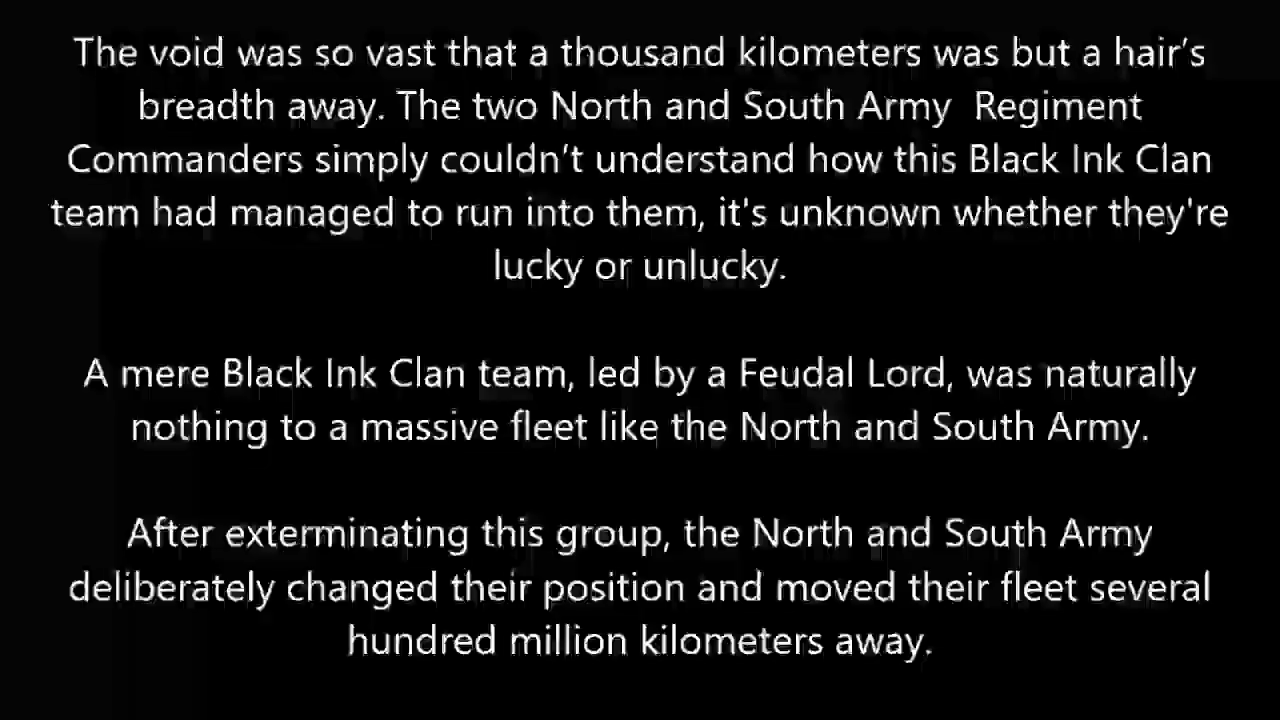 The void was so vast that a thousand kilometers was but a hair’s
breadth away. The two North and South Army  Regiment
Commanders simply couldn’t understand how this Black Ink Clan
team had managed to run into them, it's unknown whether they're
lucky or unlucky.
A mere Black Ink Clan team, led by a Feudal Lord, was naturally
nothing to a massive fleet like the North and South Army.
After exterminating this group, the North and South Army
deliberately changed their position and moved their fleet several
hundred million kilometers away.